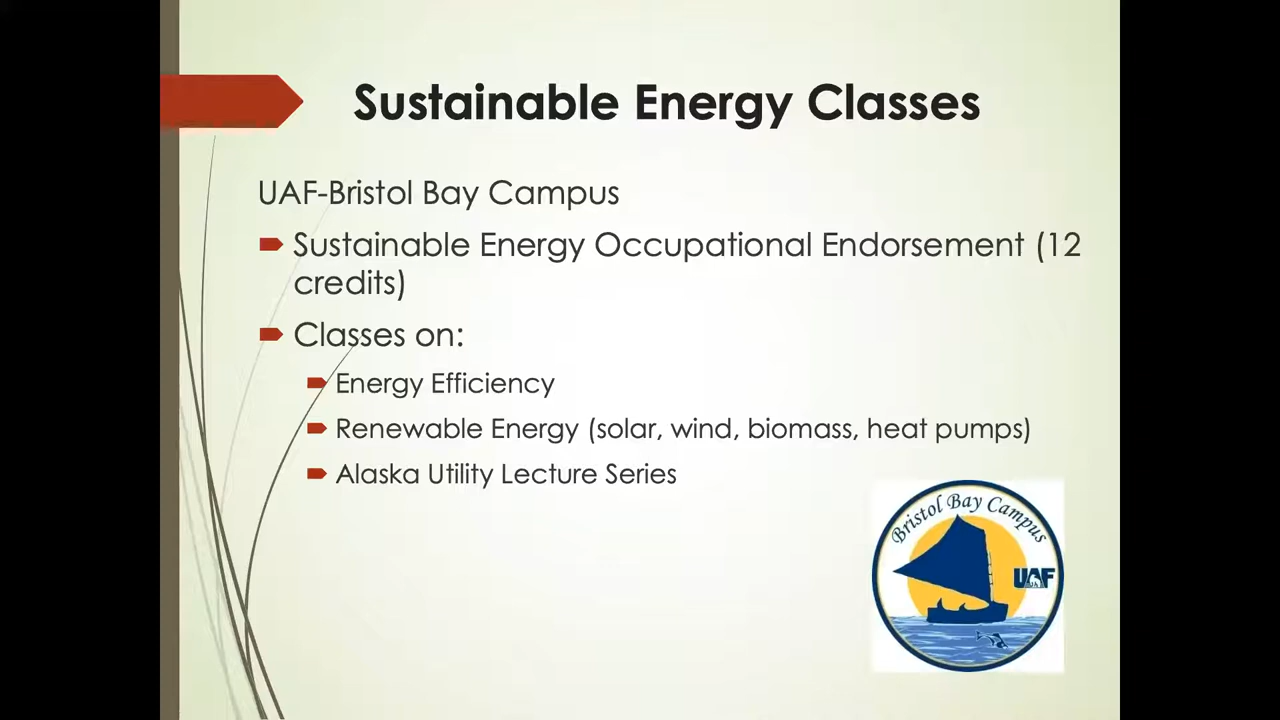 Sustainable Energy Classes
UAF-Bristol Bay Campus
Sustainable Energy Occupational Endorsement (12
credits)
Classes on:
Energy Efficiency
Renewable Energy (solar, wind, biomass, heat pumps)
Alaska Utility Lecture Series
Bristol Bay Campus
UAF